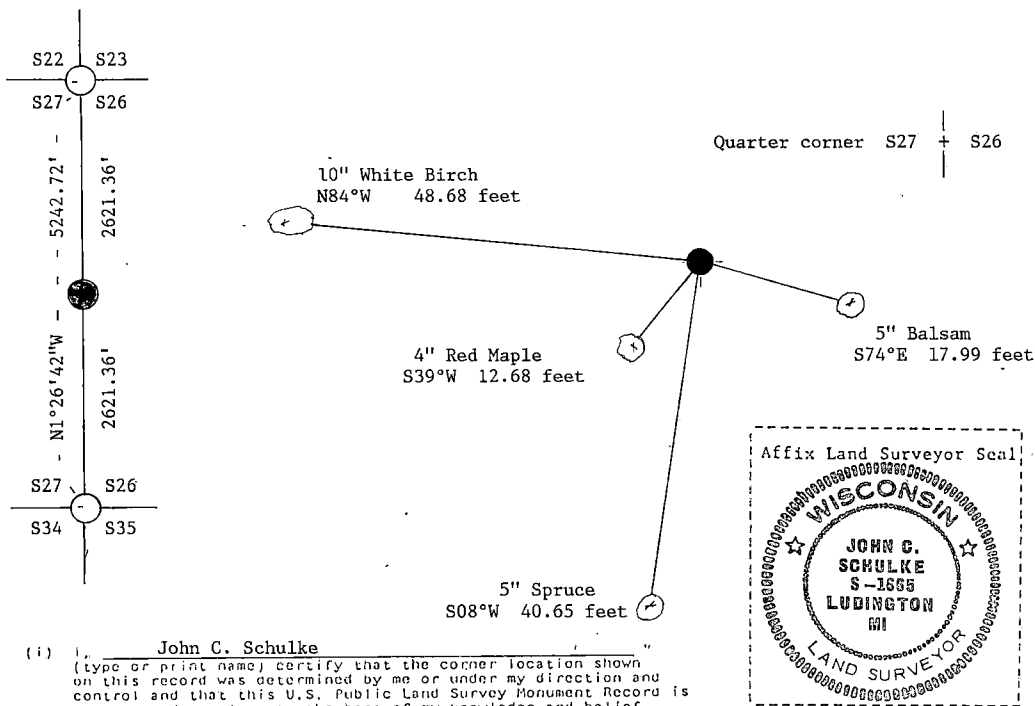 S22 S23
S27 S26
N1°26'42"W - - - 5242.72' -
2621.36'
2621.36'
S27 S26
S34 S35
Quarter corner S27 + S26
10" White Birch
N84°W 48.68 feet
5" Balsam
S74°E 17.99 feet
4" Red Maple
S39°W 12.68 feet
5" Spruce
S08°W 40.65 feet
Affix Land Surveyor Seal
WISCONSIN
JOHN C.
SCHULKE
S-1665
LUDINGTON
MI
LAND SURVEYOR
(i) I, John C. Schulke
(type or print name) certify that the corner location shown
on this record was determined by me or under my direction and
control and that this U.S. Public Land Survey Monument Record is